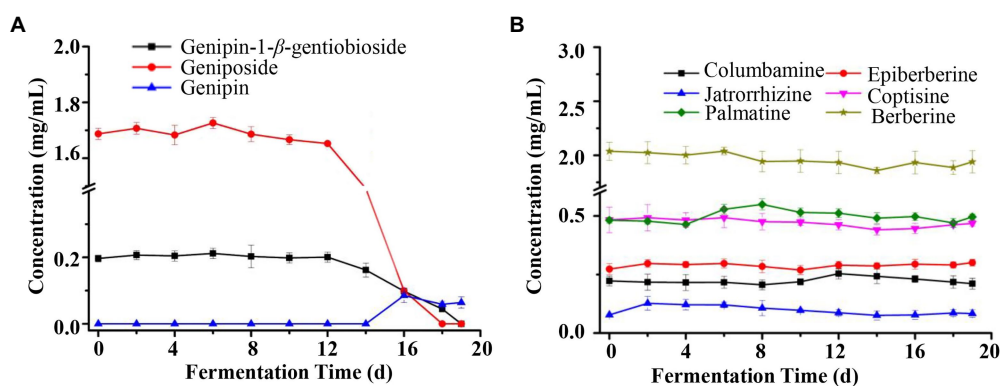 A
Concentration (mg/mL)
2.0
1.6
0.2
0.0
Genipin-1-β-gentiobioside
Geniposide
Genipin
0 4 8 12 16 20
Fermentation Time (d)
B
Concentration (mg/mL)
3.0
2.5
2.0
0.5
0.0
Columbamine Epiberberine
Jatrorrhizine Coptisine
Palmatine Berberine
0 4 8 12 16 20
Fermentation Time (d)